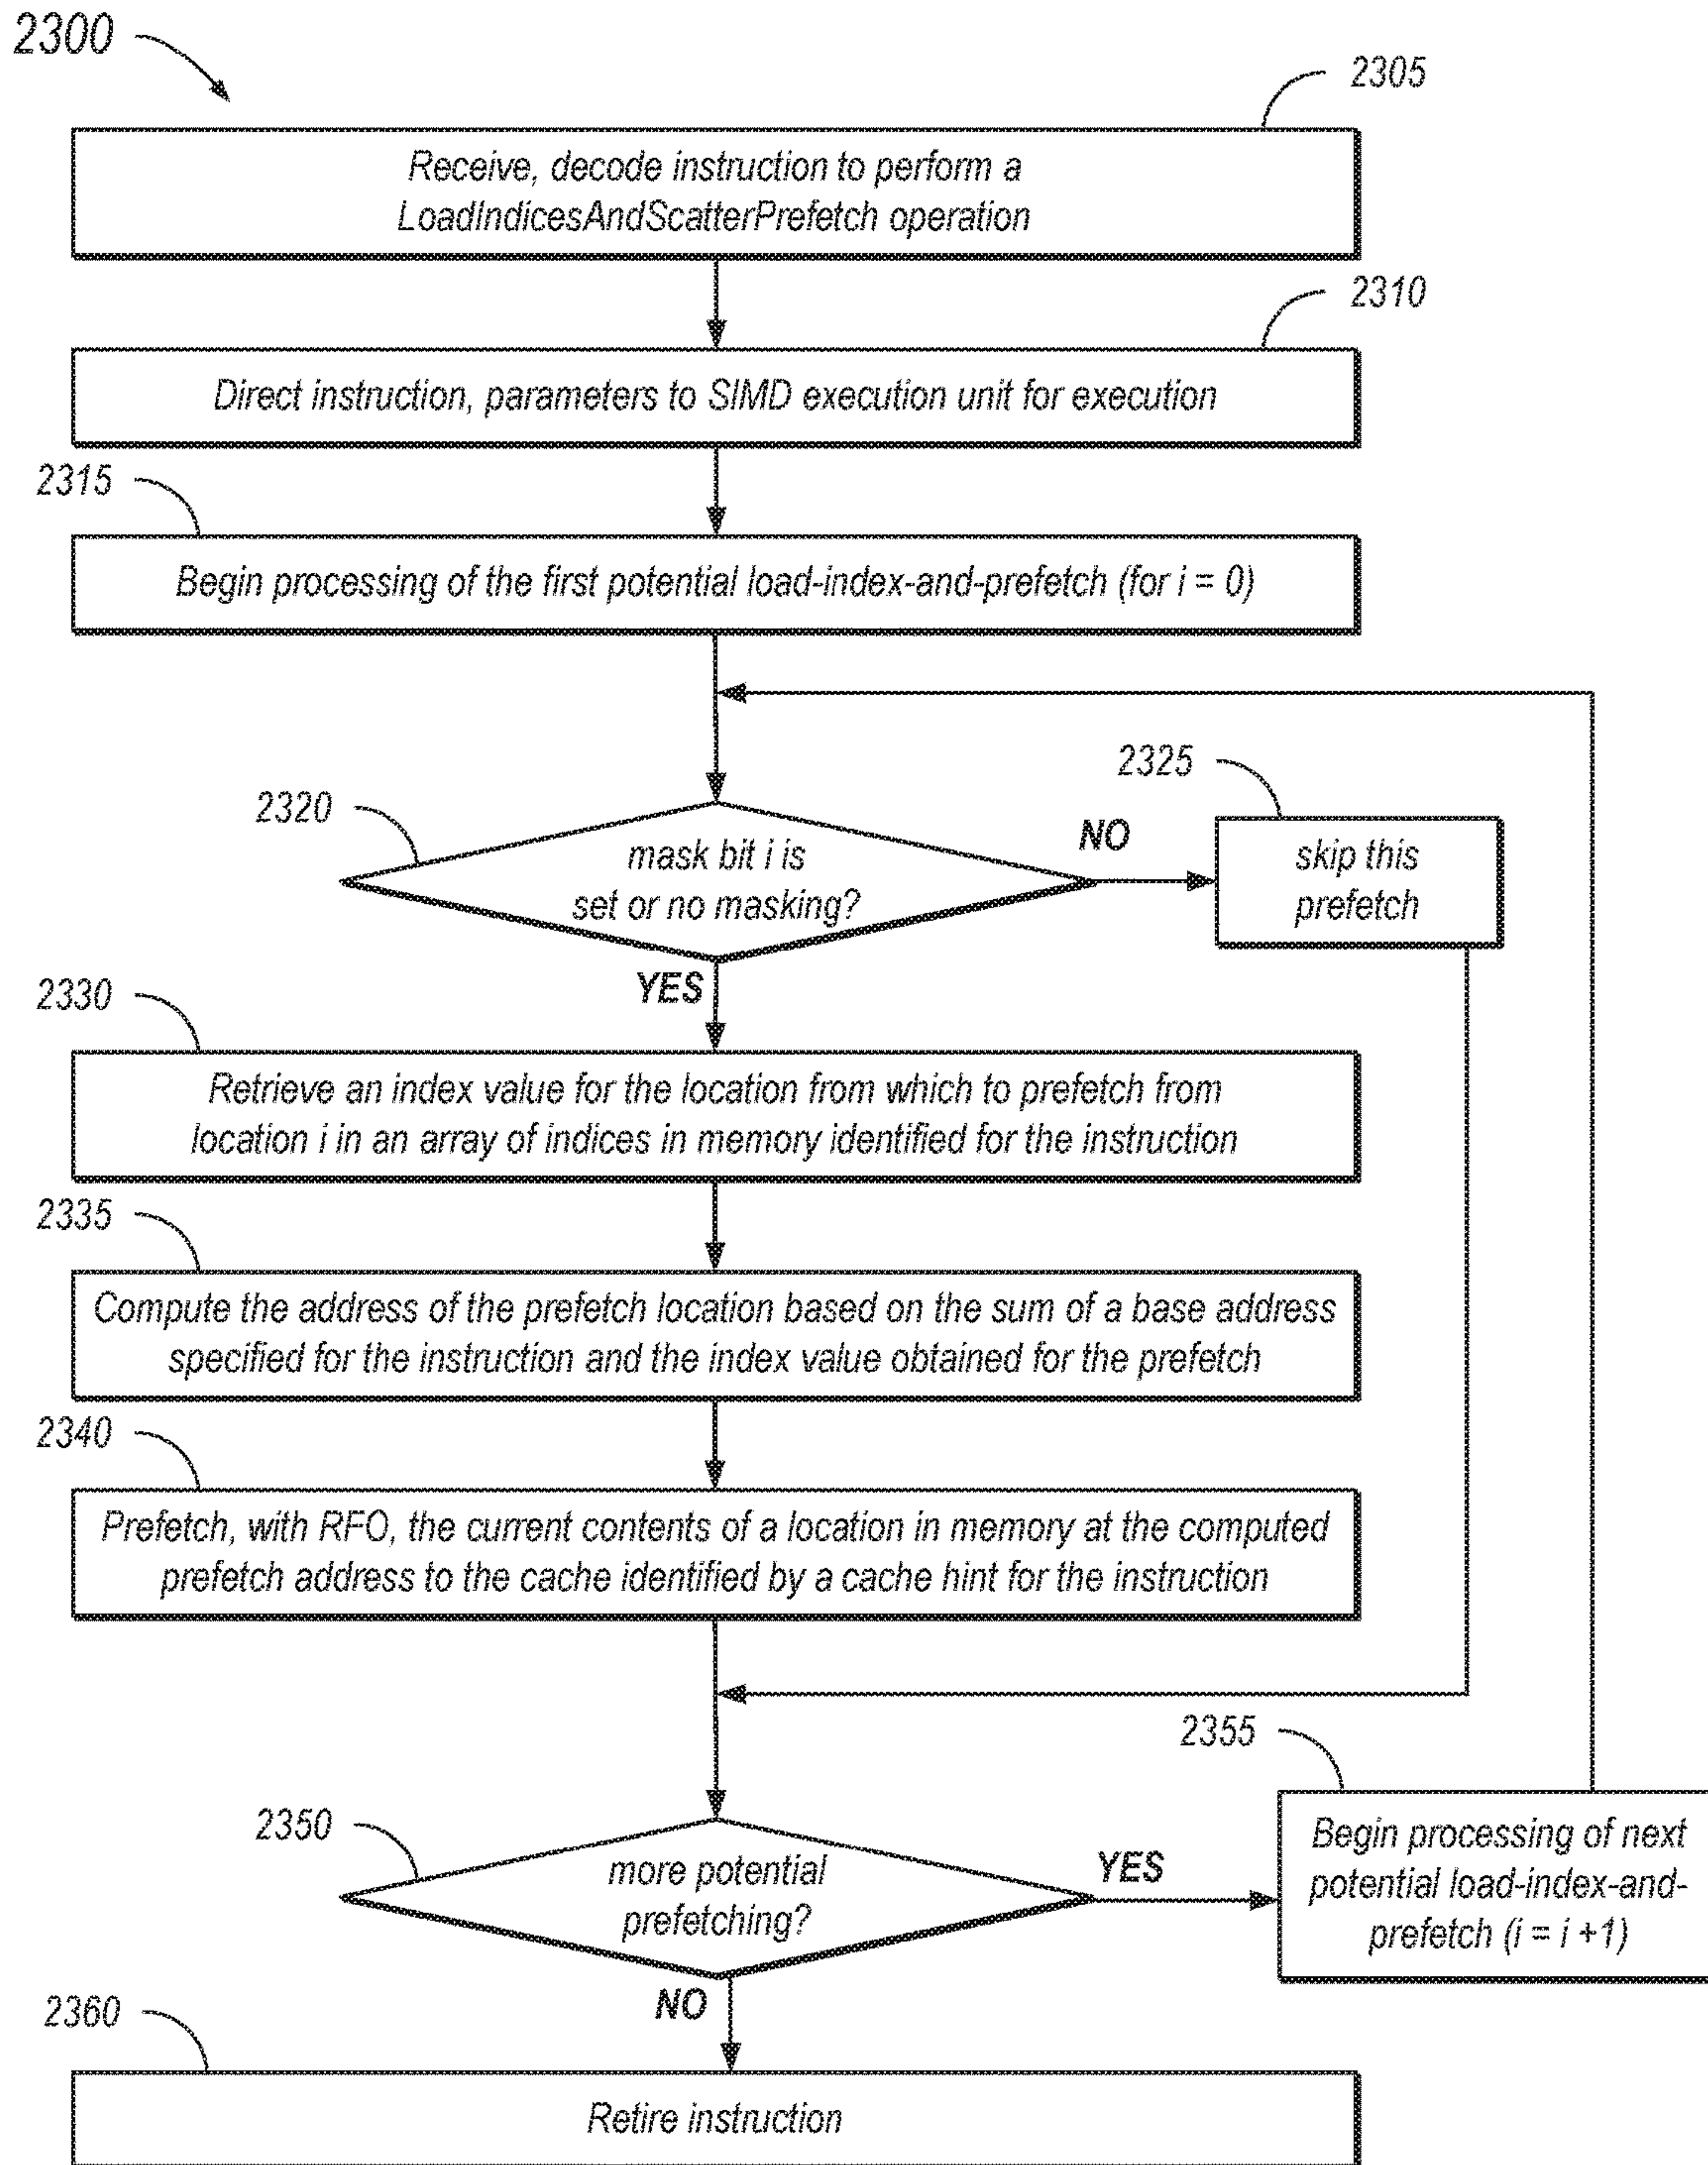 2300
2305
Receive, decode instruction to perform a
LoadIndicesAndScatterPrefetch operation
2310
Direct instruction, parameters to SIMD execution unit for execution
2315
Begin processing of the first potential load-index-and-prefetch (for i = 0)
2320
mask bit i is
set or no masking?
NO
2325
skip this
prefetch
YES
2330
Retrieve an index value for the location from which to prefetch from
location i in an array of indices in memory identified for the instruction
2335
Compute the address of the prefetch location based on the sum of a base address
specified for the instruction and the index value obtained for the prefetch
2340
Prefetch, with RFO, the current contents of a location in memory at the computed
prefetch address to the cache identified by a cache hint for the instruction
2350
more potential
prefetching?
YES
2355
Begin processing of next
potential load-index-and-
prefetch (i = i +1)
NO
2360
Retire instruction